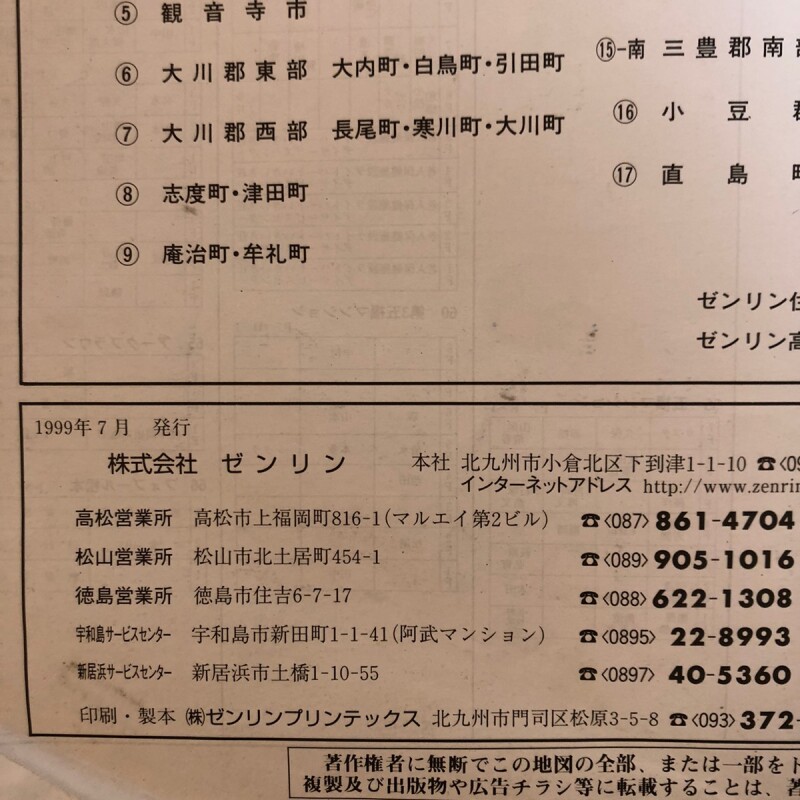 ⑤ 観音寺市
⑥ 大川郡東部 大内町・白鳥町・引田町
⑦ 大川郡西部 長尾町・寒川町・大川町
⑧ 志度町・津田町
⑨ 庵治町・牟礼町
⑮-南 三豊郡南部
⑯ 小豆郡
⑰ 直島町
ゼンリン住
ゼンリン高
1999年7月 発行
株式会社 ゼンリン 本社 北九州市小倉北区下到津1-1-10 ☎<09
インターネットアドレス http://www.zenrin
高松営業所 高松市上福岡町816-1(マルエイ第2ビル) ☎<087>861-4704
松山営業所 松山市北土居町454-1 ☎<089>905-1016
徳島営業所 徳島市住吉6-7-17 ☎<088>622-1308
宇和島サービスセンター 宇和島市新田町1-1-41(阿武マンション) ☎<0895> 22-8993
新居浜サービスセンター 新居浜市土橋1-10-55 ☎<0897> 40-5360
印刷・製本 ㈱ゼンリンプリンテックス 北九州市門司区松原3-5-8 ☎<093>372-
著作権者に無断でこの地図の全部、または一部をト
複製及び出版物や広告チラシ等に転載することは、著